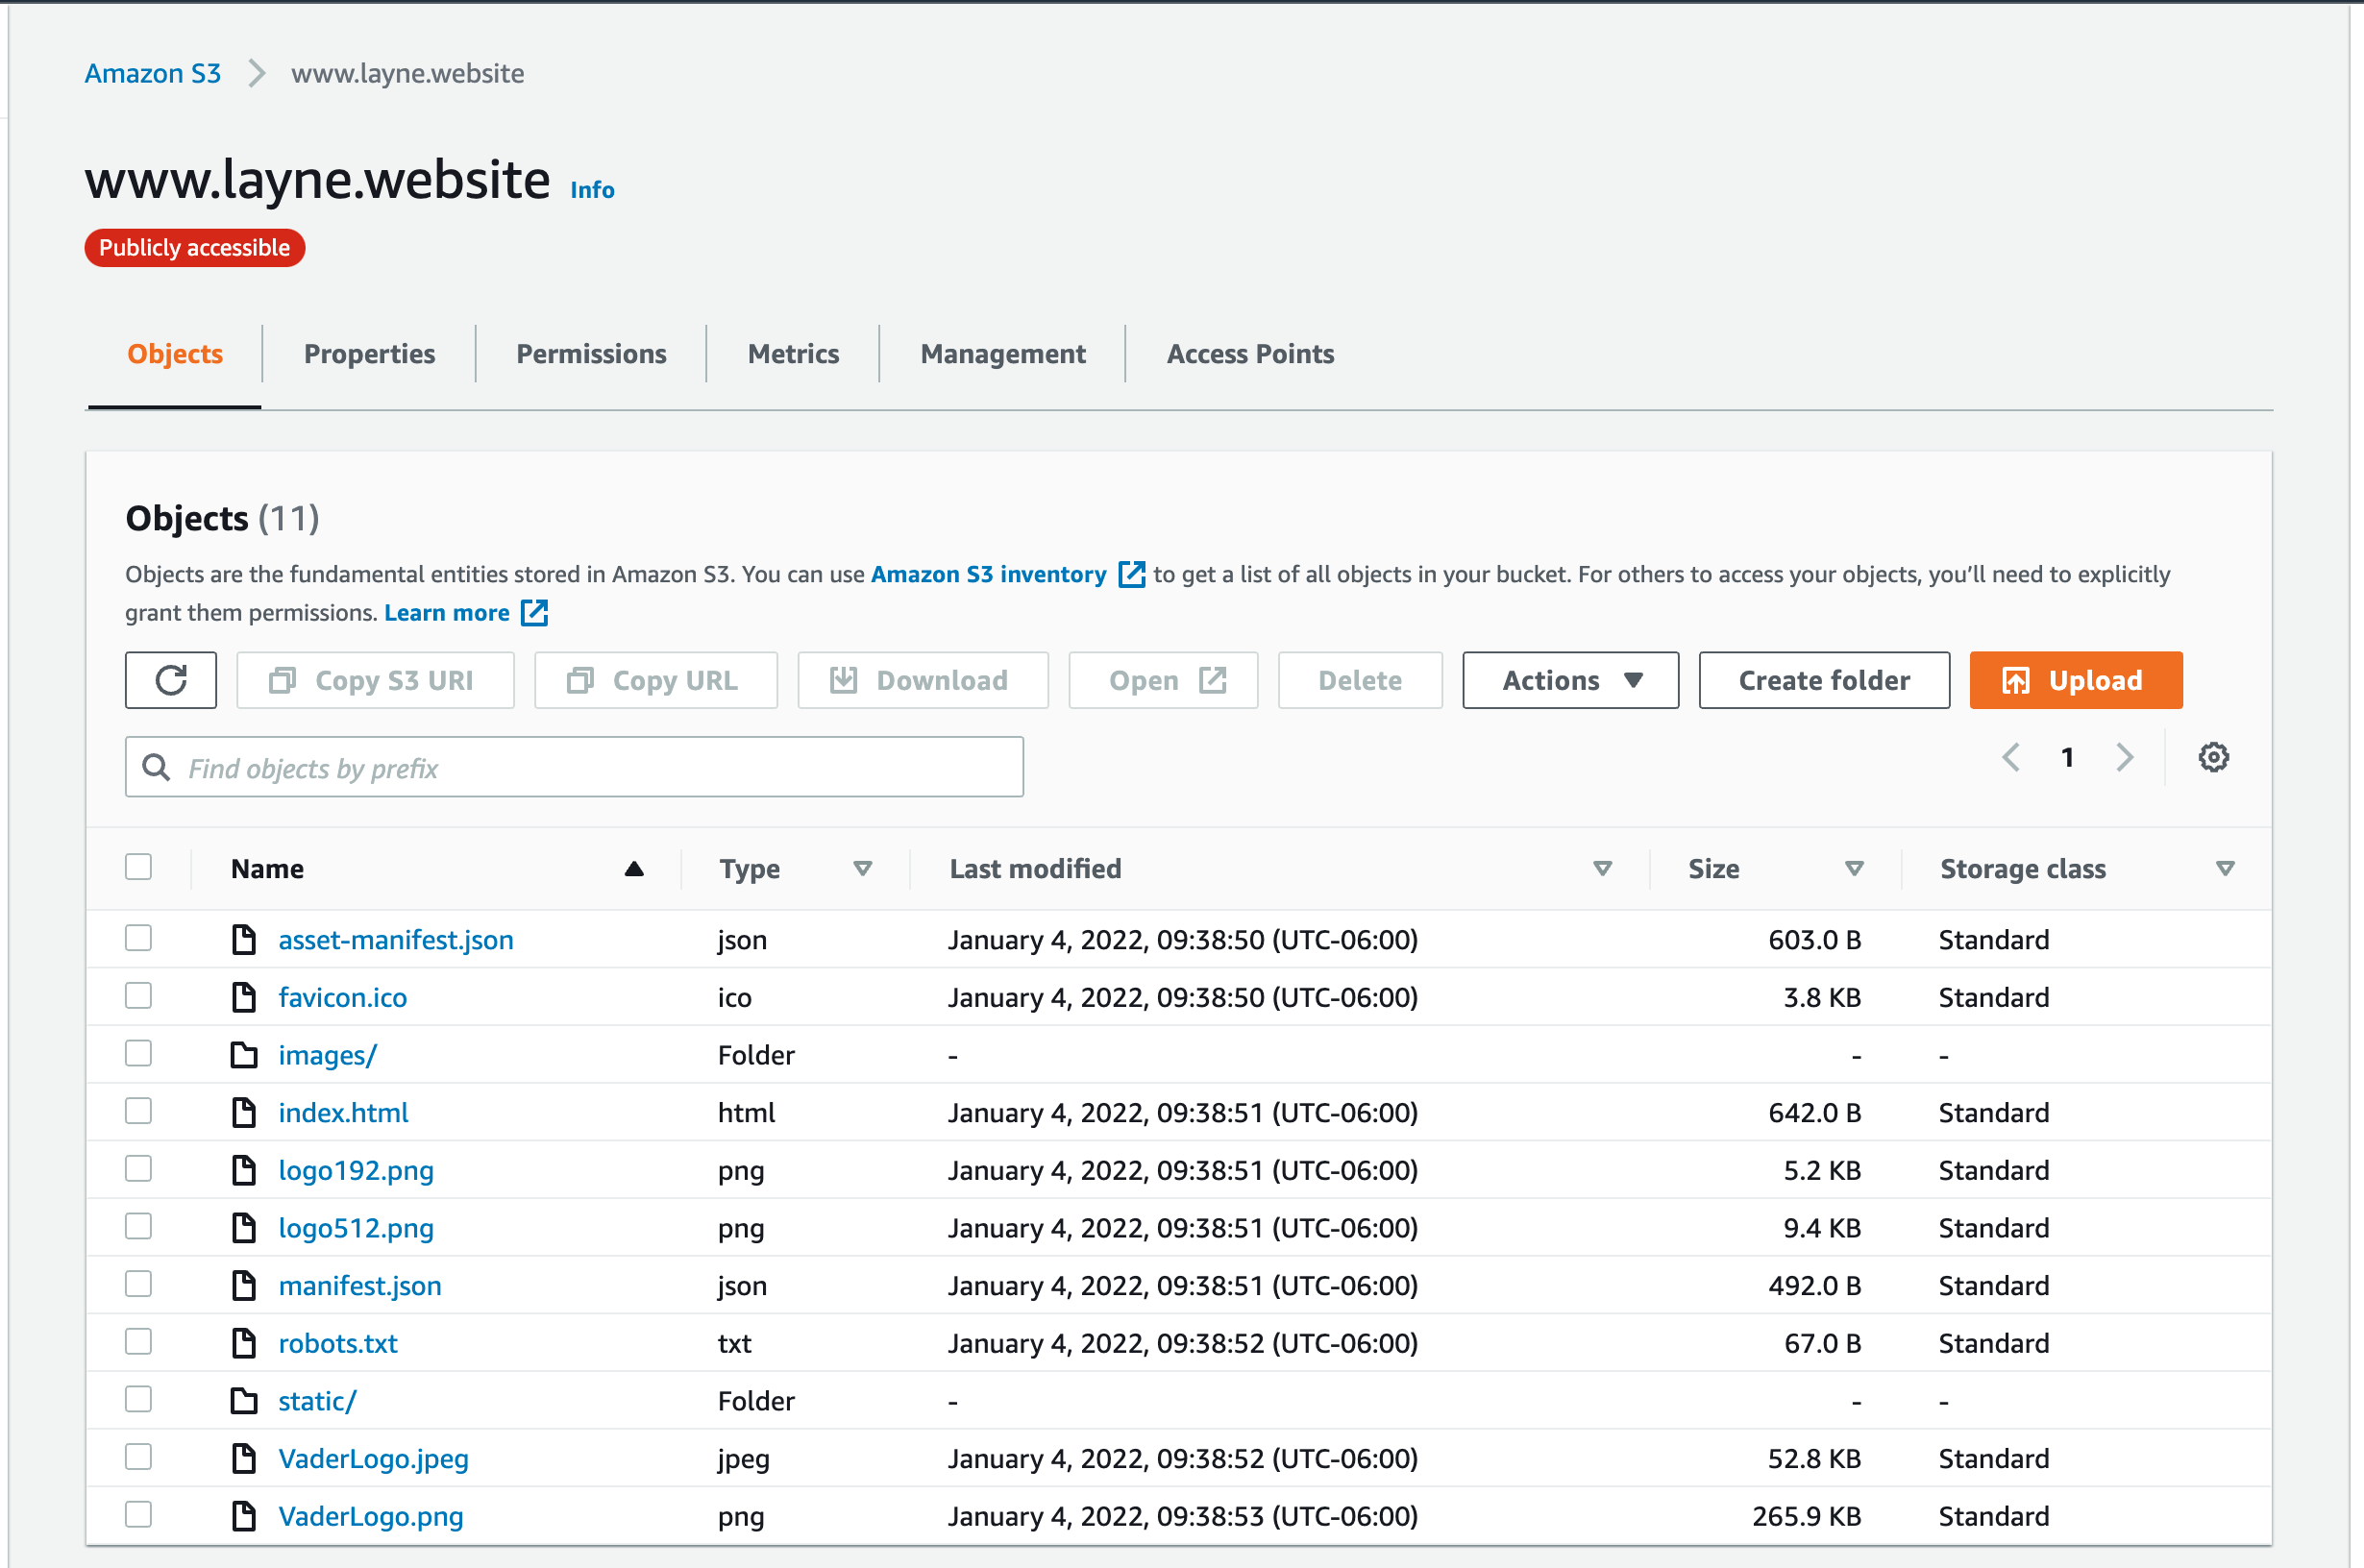 Amazon S3 www.layne.website
www.layne.website Info
Publicly accessible
Objects Properties Permissions Metrics Management Access Points
Objects (11)
Objects are the fundamental entities stored in Amazon S3. You can use Amazon S3 inventory to get a list of all objects in your bucket. For others to access your objects, you’ll need to explicitly
grant them permissions. Learn more
Copy S3 URI Copy URL Download Open Delete Actions Create folder Upload
Find objects by prefix 1
Name Type Last modified Size Storage class
asset-manifest.json json January 4, 2022, 09:38:50 (UTC-06:00) 603.0 B Standard
favicon.ico ico January 4, 2022, 09:38:50 (UTC-06:00) 3.8 KB Standard
images/ Folder - - -
index.html html January 4, 2022, 09:38:51 (UTC-06:00) 642.0 B Standard
logo192.png png January 4, 2022, 09:38:51 (UTC-06:00) 5.2 KB Standard
logo512.png png January 4, 2022, 09:38:51 (UTC-06:00) 9.4 KB Standard
manifest.json json January 4, 2022, 09:38:51 (UTC-06:00) 492.0 B Standard
robots.txt txt January 4, 2022, 09:38:52 (UTC-06:00) 67.0 B Standard
static/ Folder - - -
VaderLogo.jpeg jpeg January 4, 2022, 09:38:52 (UTC-06:00) 52.8 KB Standard
VaderLogo.png png January 4, 2022, 09:38:53 (UTC-06:00) 265.9 KB Standard